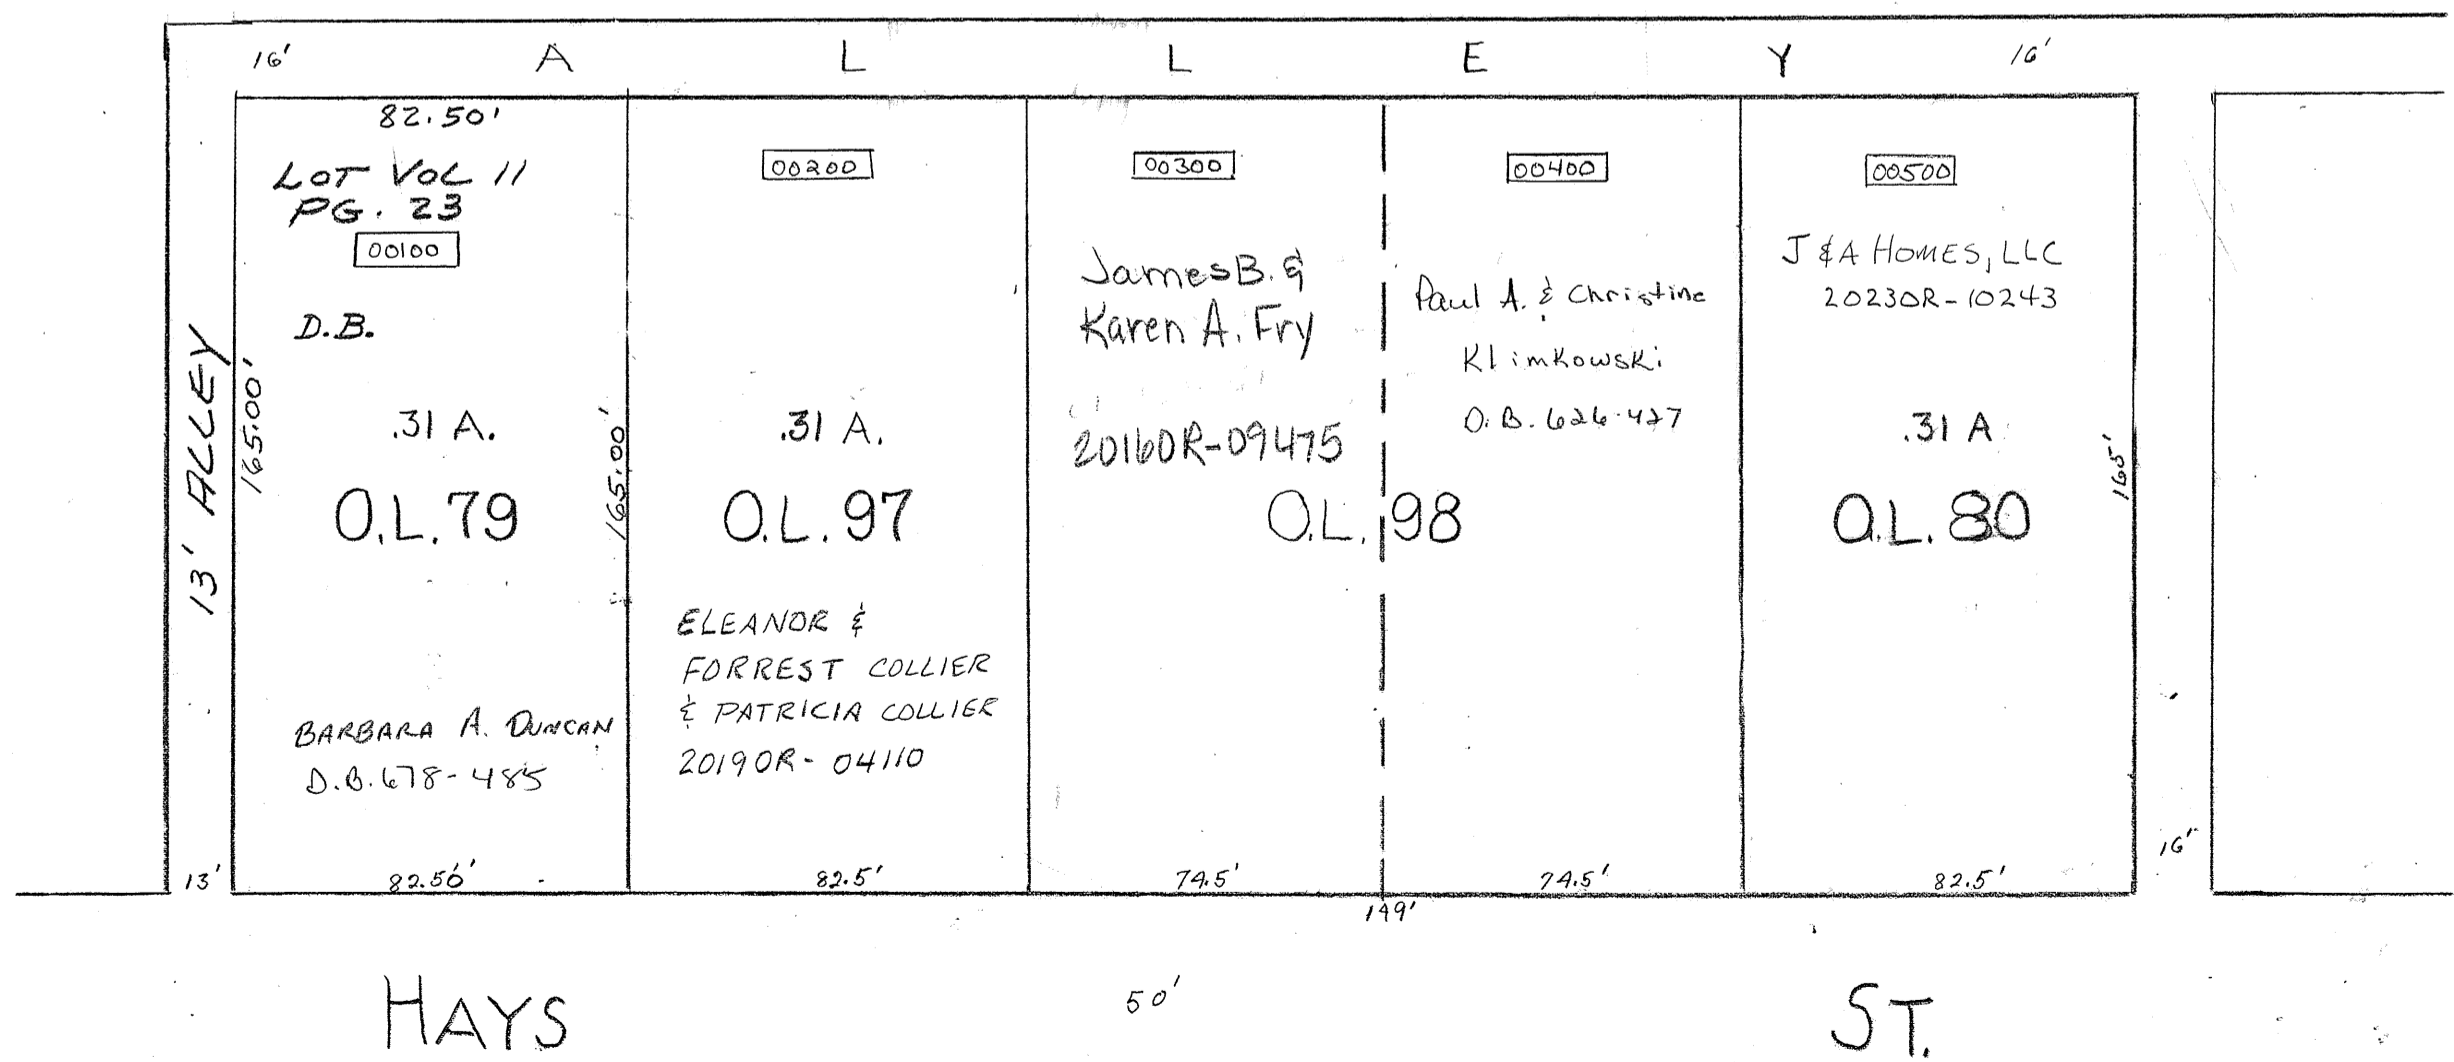 16' A L L E Y 16'
82.50'
LOT VOL 11
PG. 23
00100
D.B.
13' ALLEY
165.00'
.31 A.
165.00'
O.L. 79
BARBARA A. DUNCAN
D.B. 678-485
13'
82.50'
00200
.31 A.
O.L. 97
ELEANOR &
FORREST COLLIER
& PATRICIA COLLIER
2019OR-04110
82.5'
00300
James B. &
Karen A. Fry
2016OR-09475
O.L. 98
74.5'
149'
00400
Paul A. & Christine
Klimkowski
O.B. 626-427
74.5'
00500
J & A HOMES, LLC
2023OR-10243
.31 A
165'
O.L. 80
82.5'
16'
HAYS 50' ST.